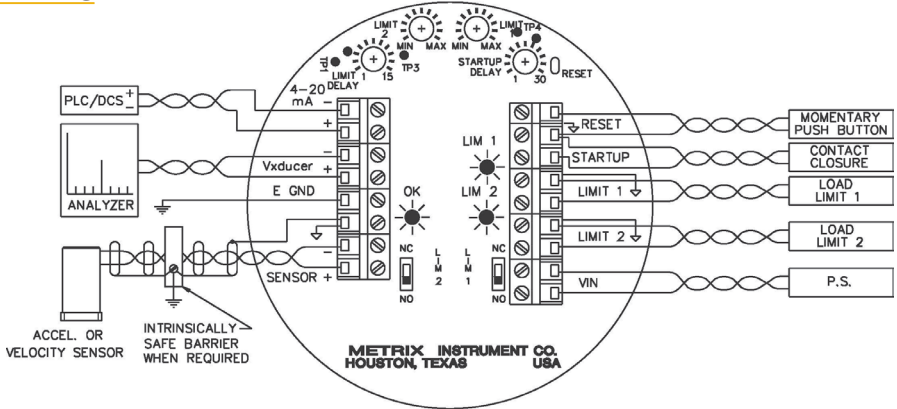 LIMIT 2
MIN MAX
MIN MAX
LIMIT 1
TP4
TP1
LIMIT DELAY
1 15
TP3
STARTUP DELAY
1 30
RESET
PLC/DCS + −
4-20 mA −
+
ANALYZER
Vxducer −
+
E GND
−
SENSOR +
ACCEL. OR
VELOCITY SENSOR
INTRINSICALLY
SAFE BARRIER
WHEN REQUIRED
OK
LIM 1
LIM 2
NC
NO
LIM 2
LIM 1
NC
NO
RESET
STARTUP
LIMIT 1
LIMIT 2
VIN
MOMENTARY
PUSH BUTTON
CONTACT
CLOSURE
LOAD
LIMIT 1
LOAD
LIMIT 2
P.S.
METRIX INSTRUMENT CO.
HOUSTON, TEXAS USA